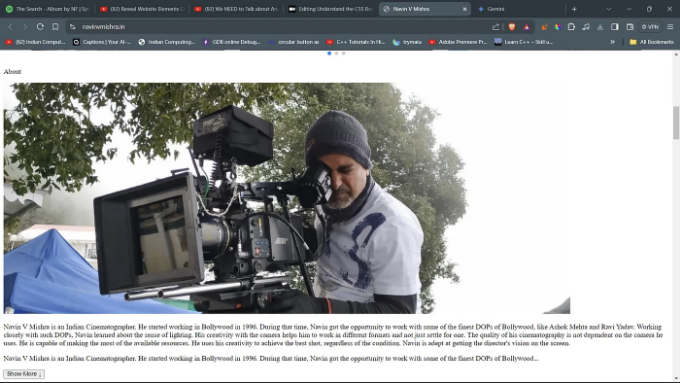 The Search - Album by NF | Sp
(82) Reveal Website Elements O
(82) We NEED to Talk about An
Editing Understand the CSS Bo
Navin V Mishra
Gemini
navinvmishra.in
VPN
(82) Indian Comput...
Captions | Your AI-...
Indian Computing...
GDB online Debug...
circular button as
C++ Tutorials In Hi...
trymata
Adobe Premiere Pr...
Learn C++ – Skill u...
All Bookmarks
About
Navin V Mishra is an Indian Cinematographer. He started working in Bollywood in 1996. During that time, Navin got the opportunity to work with some of the finest DOPs of Bollywood, like Ashok Mehta and Ravi Yadav. Working
closely with such DOPs, Navin learned about the sense of lighting. His creativity with the camera helps him to work in different formats and not just settle for one. The quality of his cinematography is not dependent on the camera he
uses. He is capable of making the most of the available resources. He uses his creativity to achieve the best shot, regardless of the condition. Navin is adept at getting the director's vision on the screen.
Navin V Mishra is an Indian Cinematographer. He started working in Bollywood in 1996. During that time, Navin got the opportunity to work with some of the finest DOPs of Bollywood...
Show More ↓